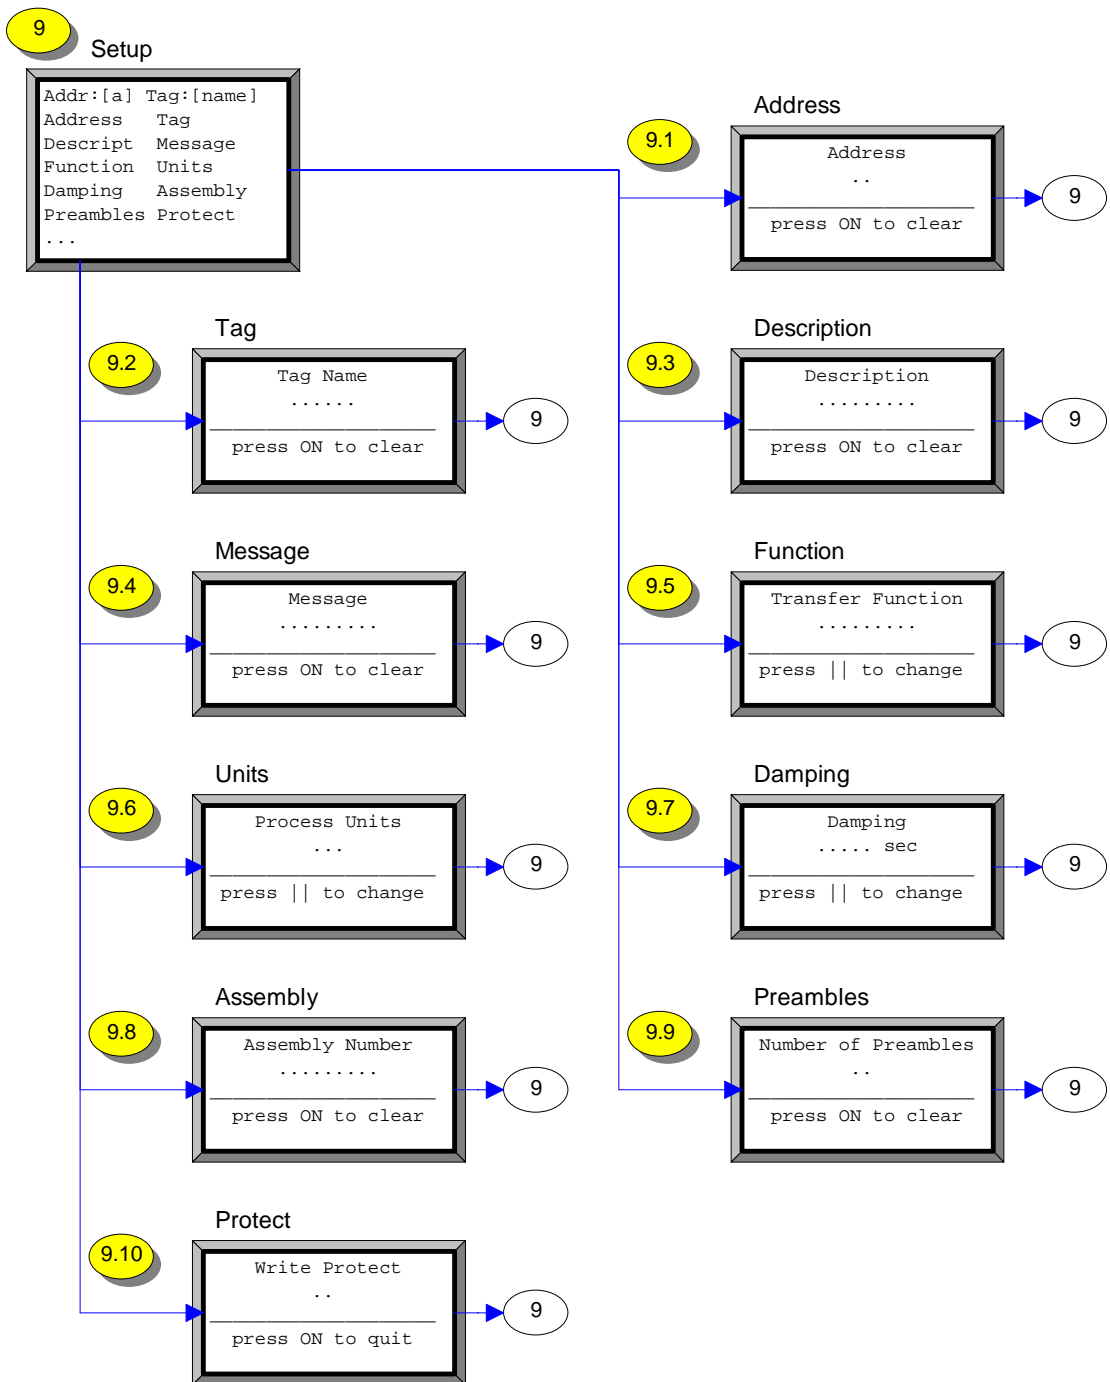 9
Setup
Addr:[a] Tag:[name]
Address Tag
Descript Message
Function Units
Damping Assembly
Preambles Protect
...
Address
9.1
Address
..
press ON to clear
9
Tag
9.2
Tag Name
......
press ON to clear
9
Description
9.3
Description
.........
press ON to clear
9
Message
9.4
Message
.........
press ON to clear
9
Function
9.5
Transfer Function
.........
press || to change
9
Units
9.6
Process Units
...
press || to change
9
Damping
9.7
Damping
..... sec
press || to change
9
Assembly
9.8
Assembly Number
.........
press ON to clear
9
Preambles
9.9
Number of Preambles
..
press ON to clear
9
Protect
9.10
Write Protect
..
press ON to quit
9